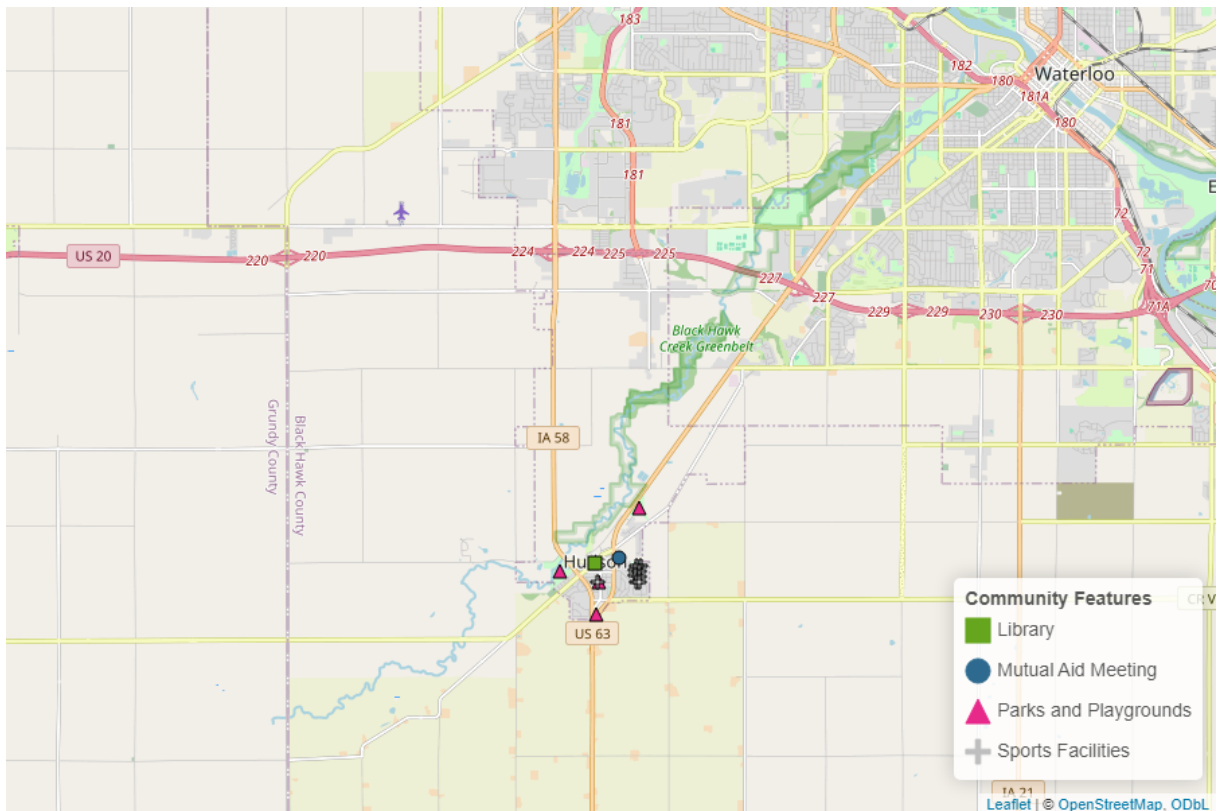 183
182
180
Waterloo
181A
181
180
181
72
US 20
220
220
224
224
225
225
72
71
227
227
229
229
230
230
71A
Black Hawk
Creek Greenbelt
Grundy County
Black Hawk County
IA 58
Hudson
US 63
Community Features
Library
Mutual Aid Meeting
Parks and Playgrounds
Sports Facilities
IA 21
Leaflet | © OpenStreetMap, ODbL